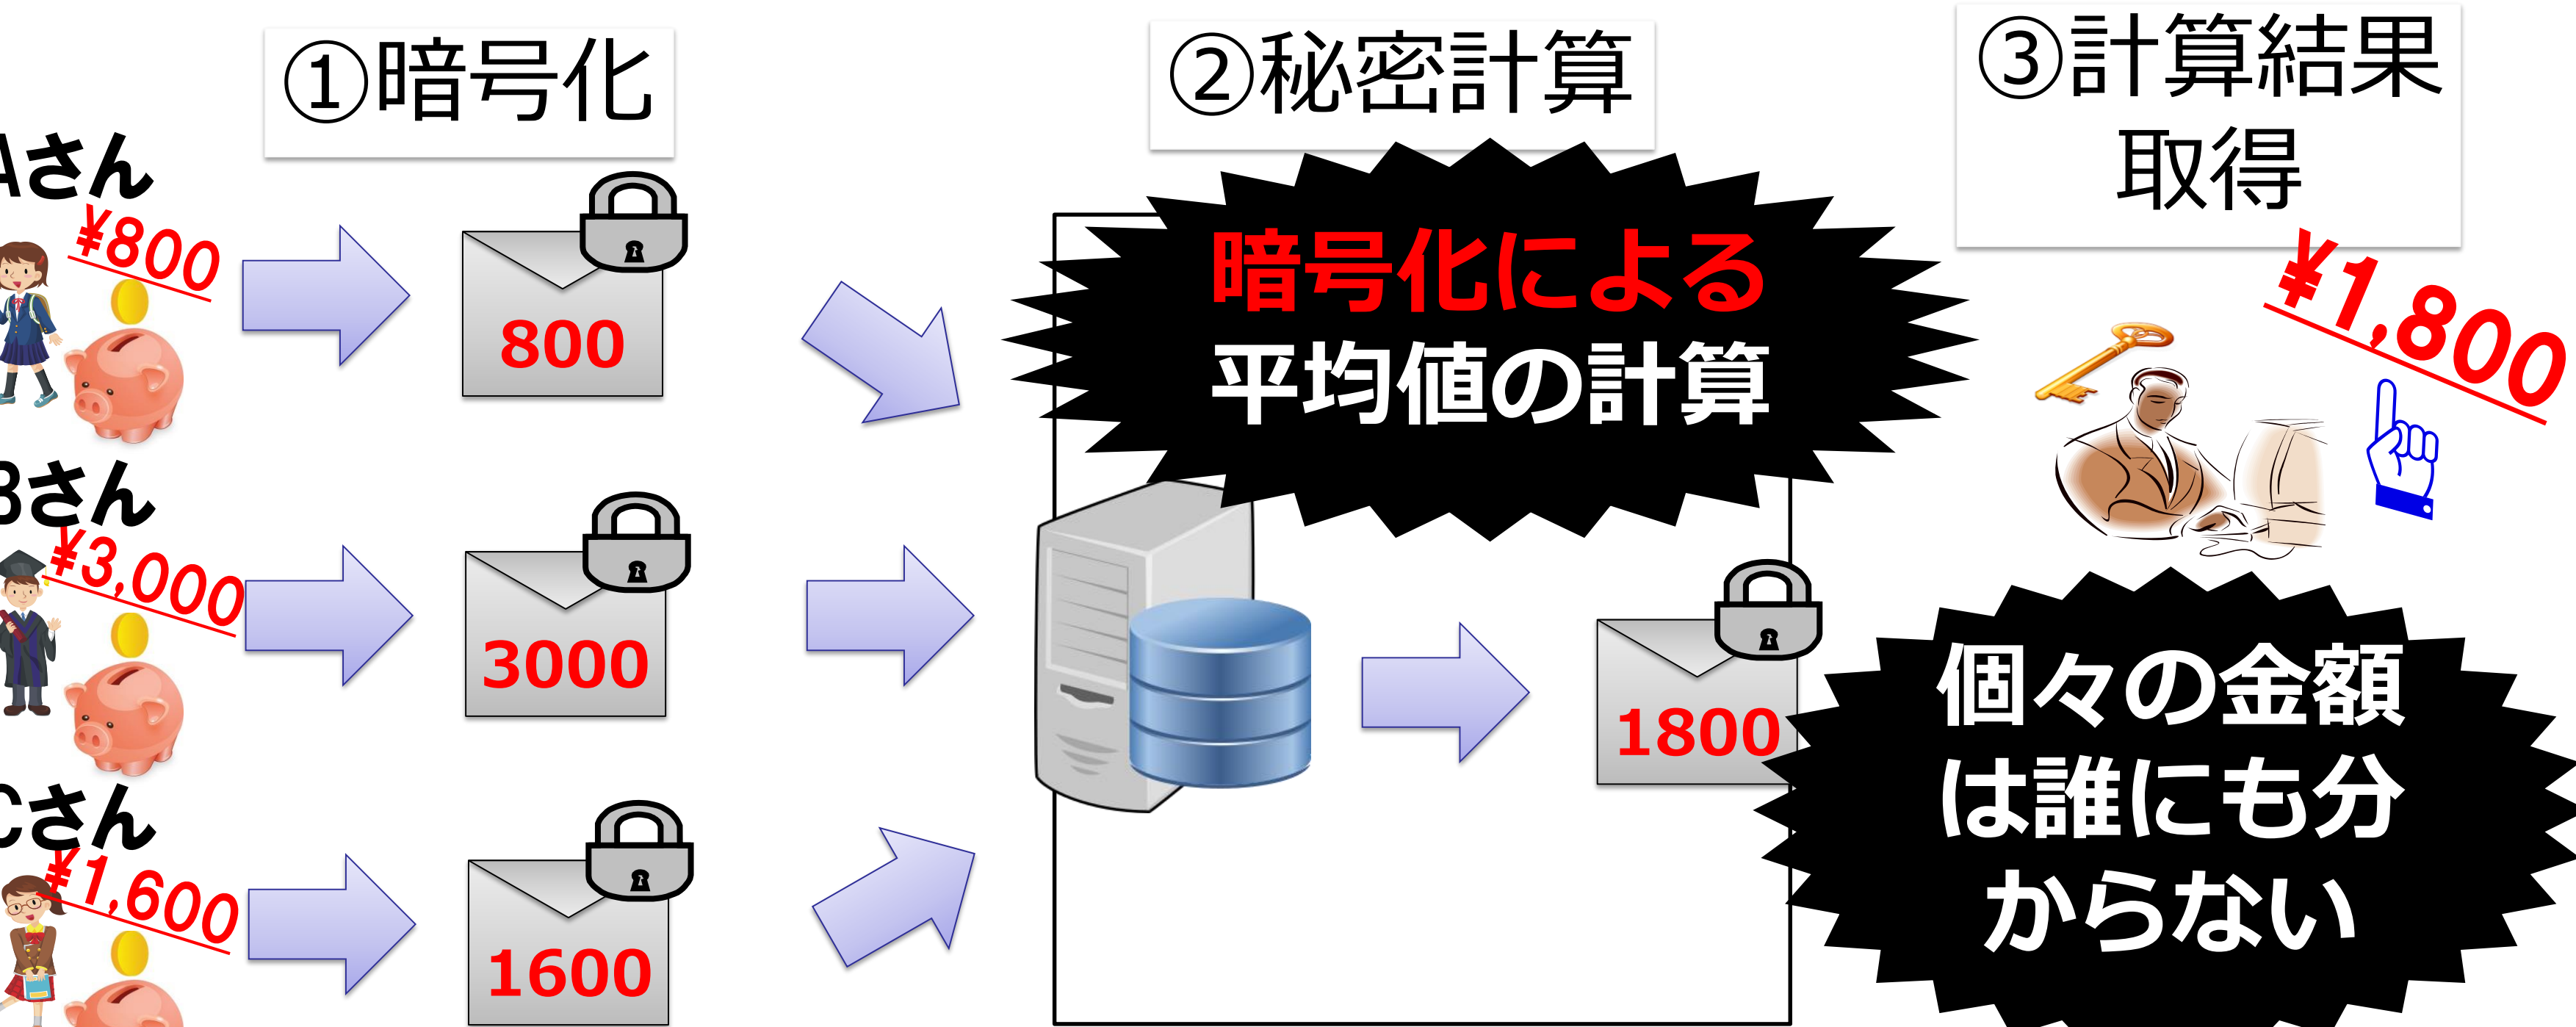 ①暗号化
②秘密計算
③計算結果
取得
Aさん
¥800
800
Bさん
¥3,000
3000
Cさん
¥1,600
1600
暗号化による
平均値の計算
1800
¥1,800
個々の金額
は誰にも分
からない